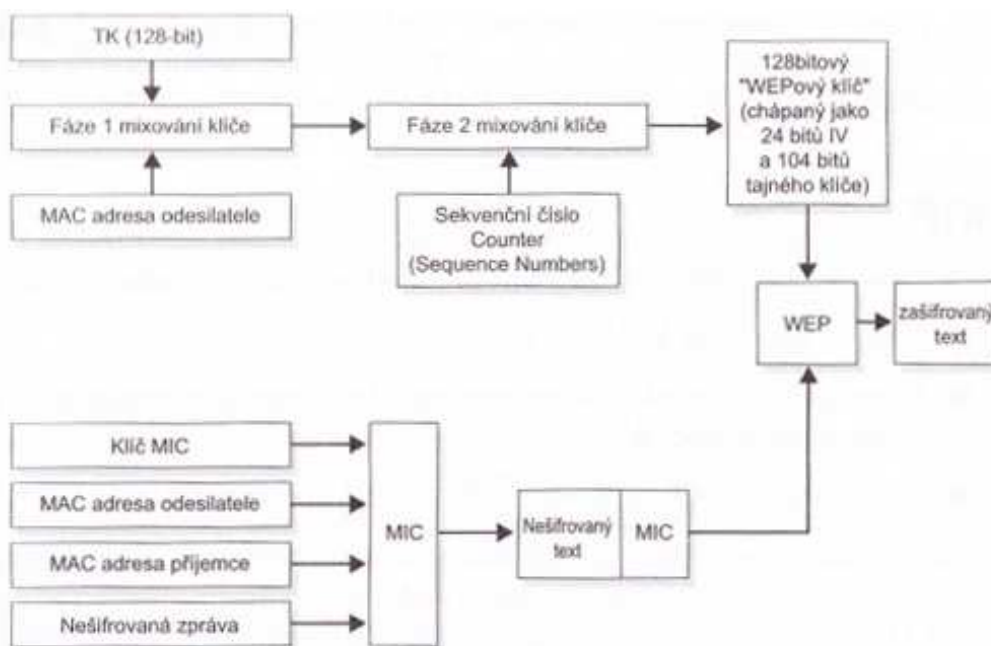 TK (128-bit)
Fáze 1 mixování klíče
MAC adresa odesilatele
Fáze 2 mixování klíče
Sekvenční číslo
Counter
(Sequence Numbers)
128bitový
"WEPový klíč"
(chápaný jako
24 bitů IV
a 104 bitů
tajného klíče)
WEP
zašifrovaný
text
Klíč MIC
MAC adresa odesilatele
MAC adresa příjemce
Nešifrovaná zpráva
MIC
Nešifrovaný
text
MIC